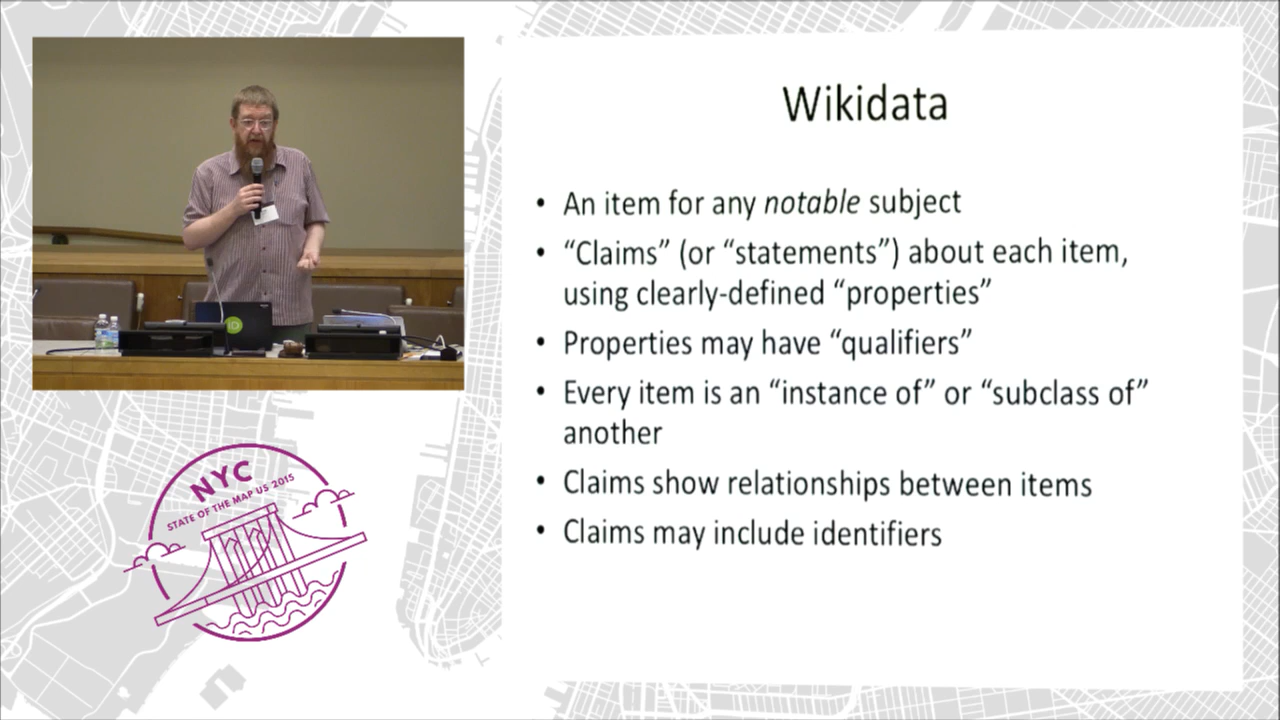 Wikidata
• An item for any notable subject
• “Claims” (or “statements”) about each item,
using clearly-defined “properties”
• Properties may have “qualifiers”
• Every item is an “instance of” or “subclass of”
another
• Claims show relationships between items
• Claims may include identifiers
iD
NYC
STATE OF THE MAP US 2015